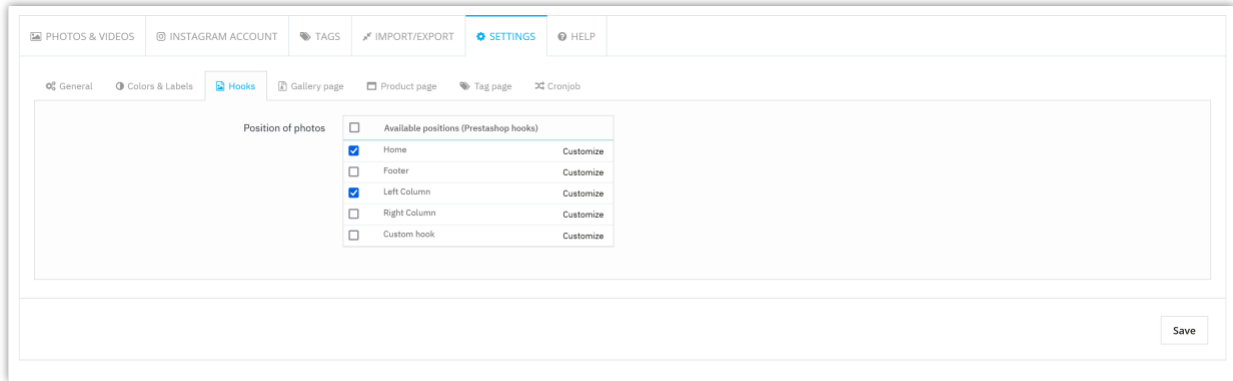 PHOTOS & VIDEOS INSTAGRAM ACCOUNT TAGS IMPORT/EXPORT SETTINGS HELP
General Colors & Labels Hooks Gallery page Product page Tag page Cronjob
Position of photos Available positions (Prestashop hooks)
Home Customize
Footer Customize
Left Column Customize
Right Column Customize
Custom hook Customize
Save